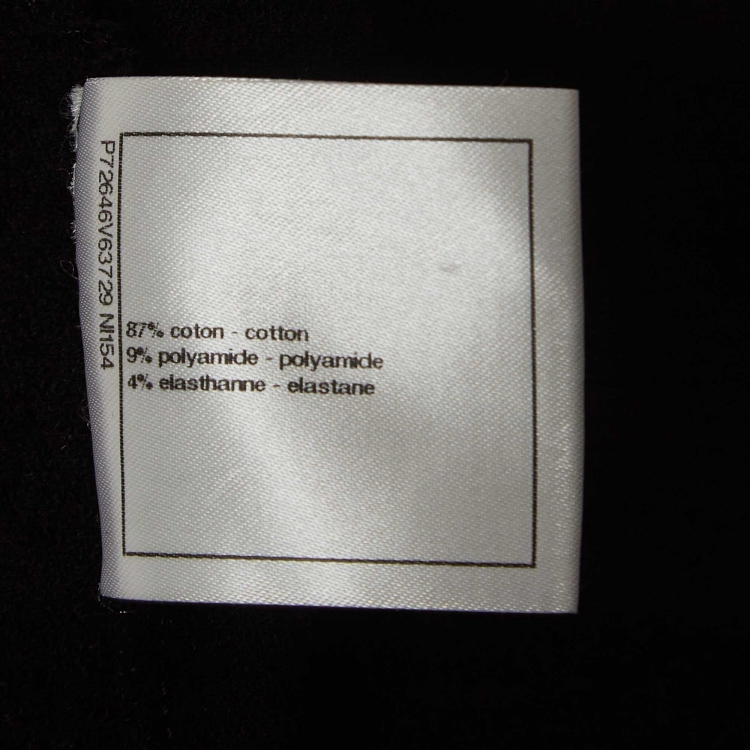 P72646V63729 NI154
87% coton - cotton
9% polyamide - polyamide
4% elasthanne - elastane